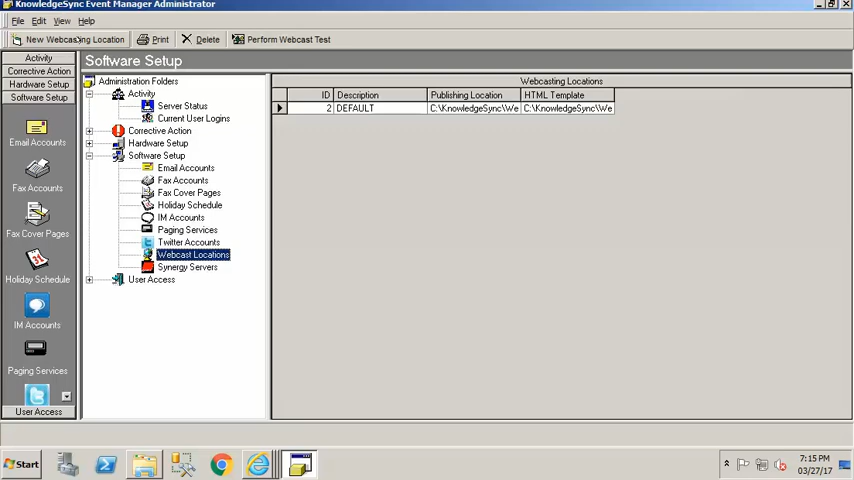 KnowledgeSync Event Manager Administrator
File Edit View Help
New Webcasting Location Print Delete Perform Webcast Test
Activity
Corrective Action
Hardware Setup
Software Setup
Email Accounts
Fax Accounts
Fax Cover Pages
Holiday Schedule
IM Accounts
Paging Services
User Access
Software Setup
Administration Folders
Activity
Server Status
Current User Logins
Corrective Action
Hardware Setup
Software Setup
Email Accounts
Fax Accounts
Fax Cover Pages
Holiday Schedule
IM Accounts
Paging Services
Twitter Accounts
Webcast Locations
Synergy Servers
User Access
Webcasting Locations
ID Description Publishing Location HTML Template
2 DEFAULT C:\KnowledgeSync\We C:\KnowledgeSync\We
Start
7:15 PM
03/27/17